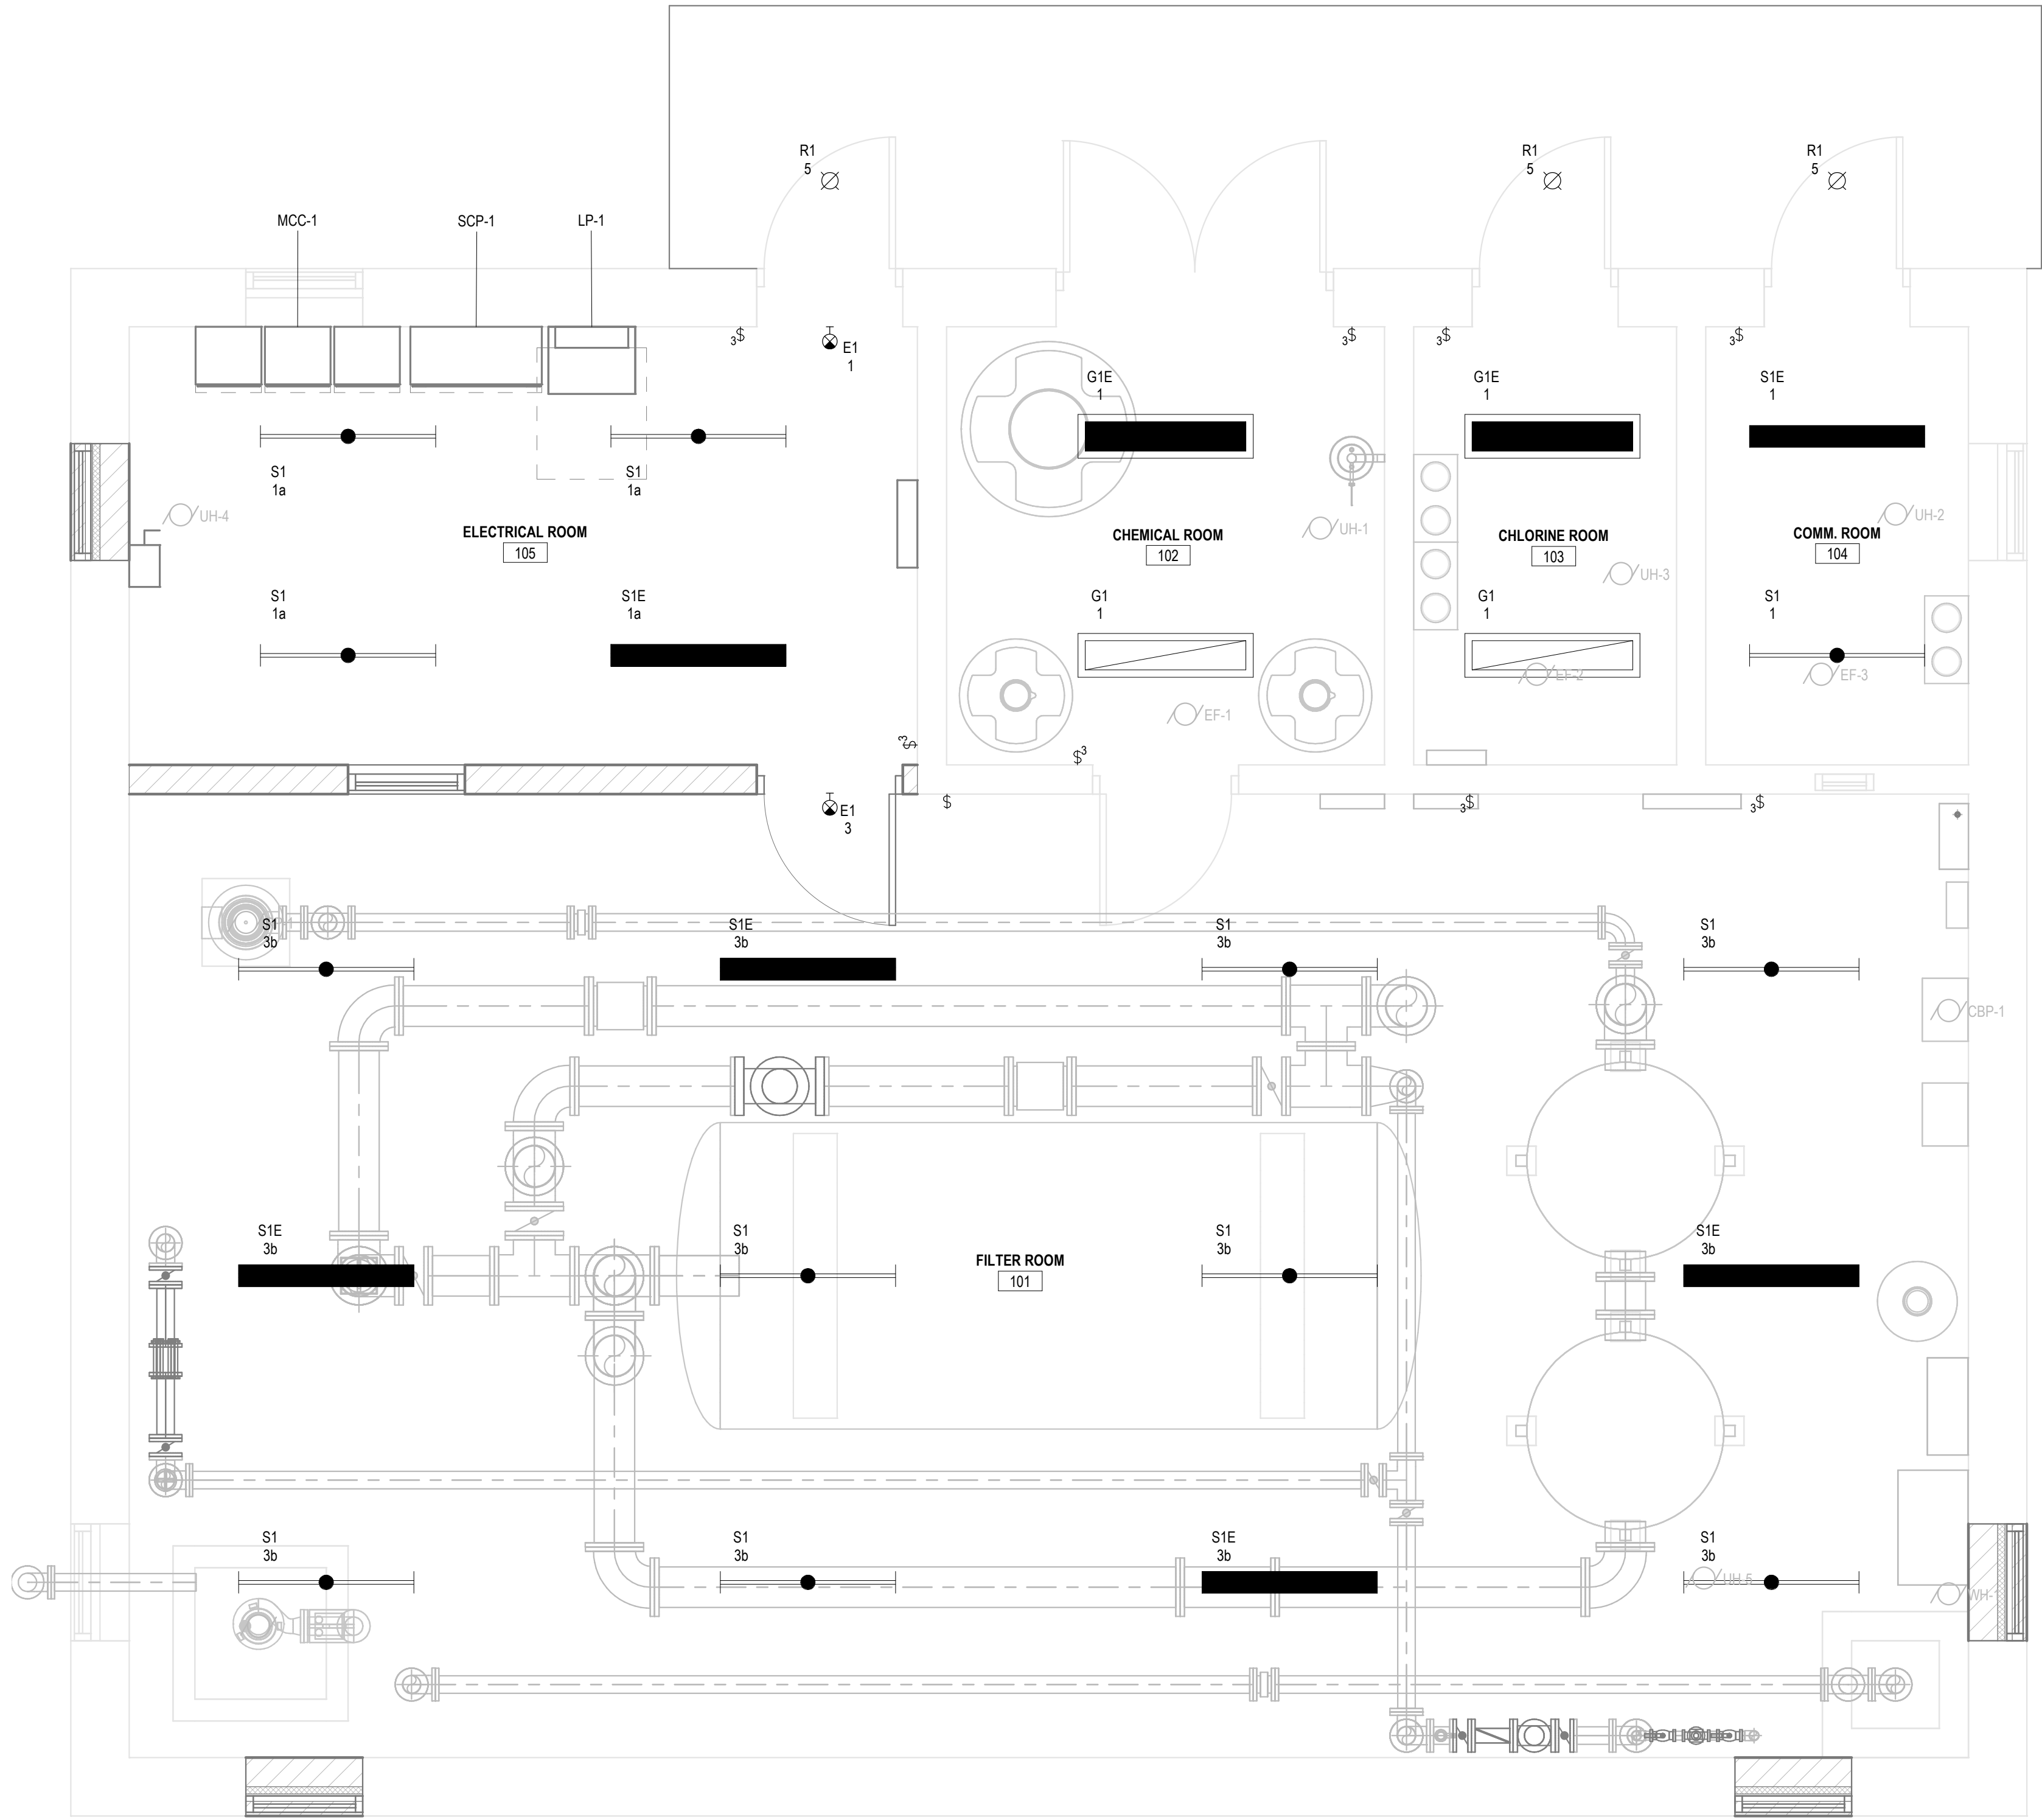 R1
5
R1
5
R1
5
MCC-1
SCP-1
LP-1
3$
E1
1
3$
3$
3$
G1E
1
G1E
1
S1E
1
S1
1a
S1
1a
UH-4
UH-1
UH-2
ELECTRICAL ROOM
105
CHEMICAL ROOM
102
CHLORINE ROOM
103
COMM. ROOM
104
UH-3
S1
1a
S1E
1a
G1
1
G1
1
S1
1
EF-2
EF-3
EF-1
$3
$3
E1
3
$
3$
3$
S1
3b
S1E
3b
S1
3b
S1
3b
CBP-1
S1E
3b
S1
3b
S1
3b
S1E
3b
FILTER ROOM
101
S1
3b
S1
3b
S1E
3b
S1
3b
UH-5